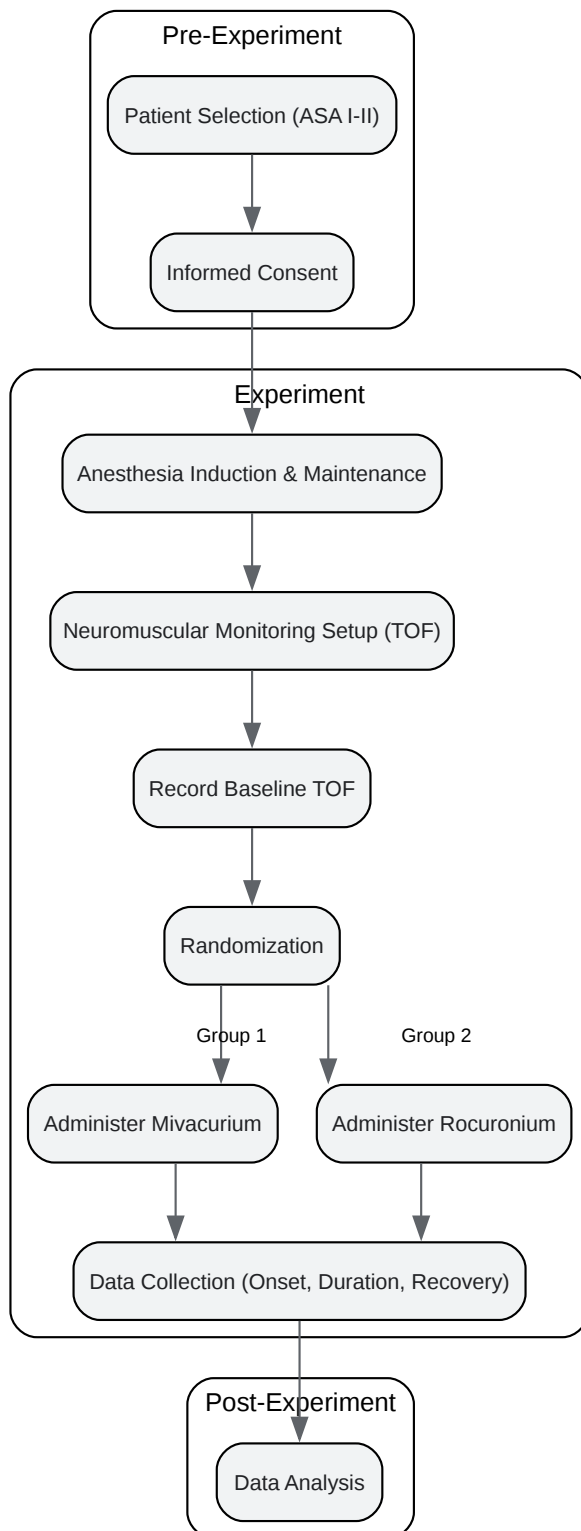 Pre-Experiment
Patient Selection (ASA I-II)
Informed Consent
Experiment
Anesthesia Induction & Maintenance
Neuromuscular Monitoring Setup (TOF)
Record Baseline TOF
Randomization
Group 1
Group 2
Administer Mivacurium
Administer Rocuronium
Data Collection (Onset, Duration, Recovery)
Post-Experiment
Data Analysis